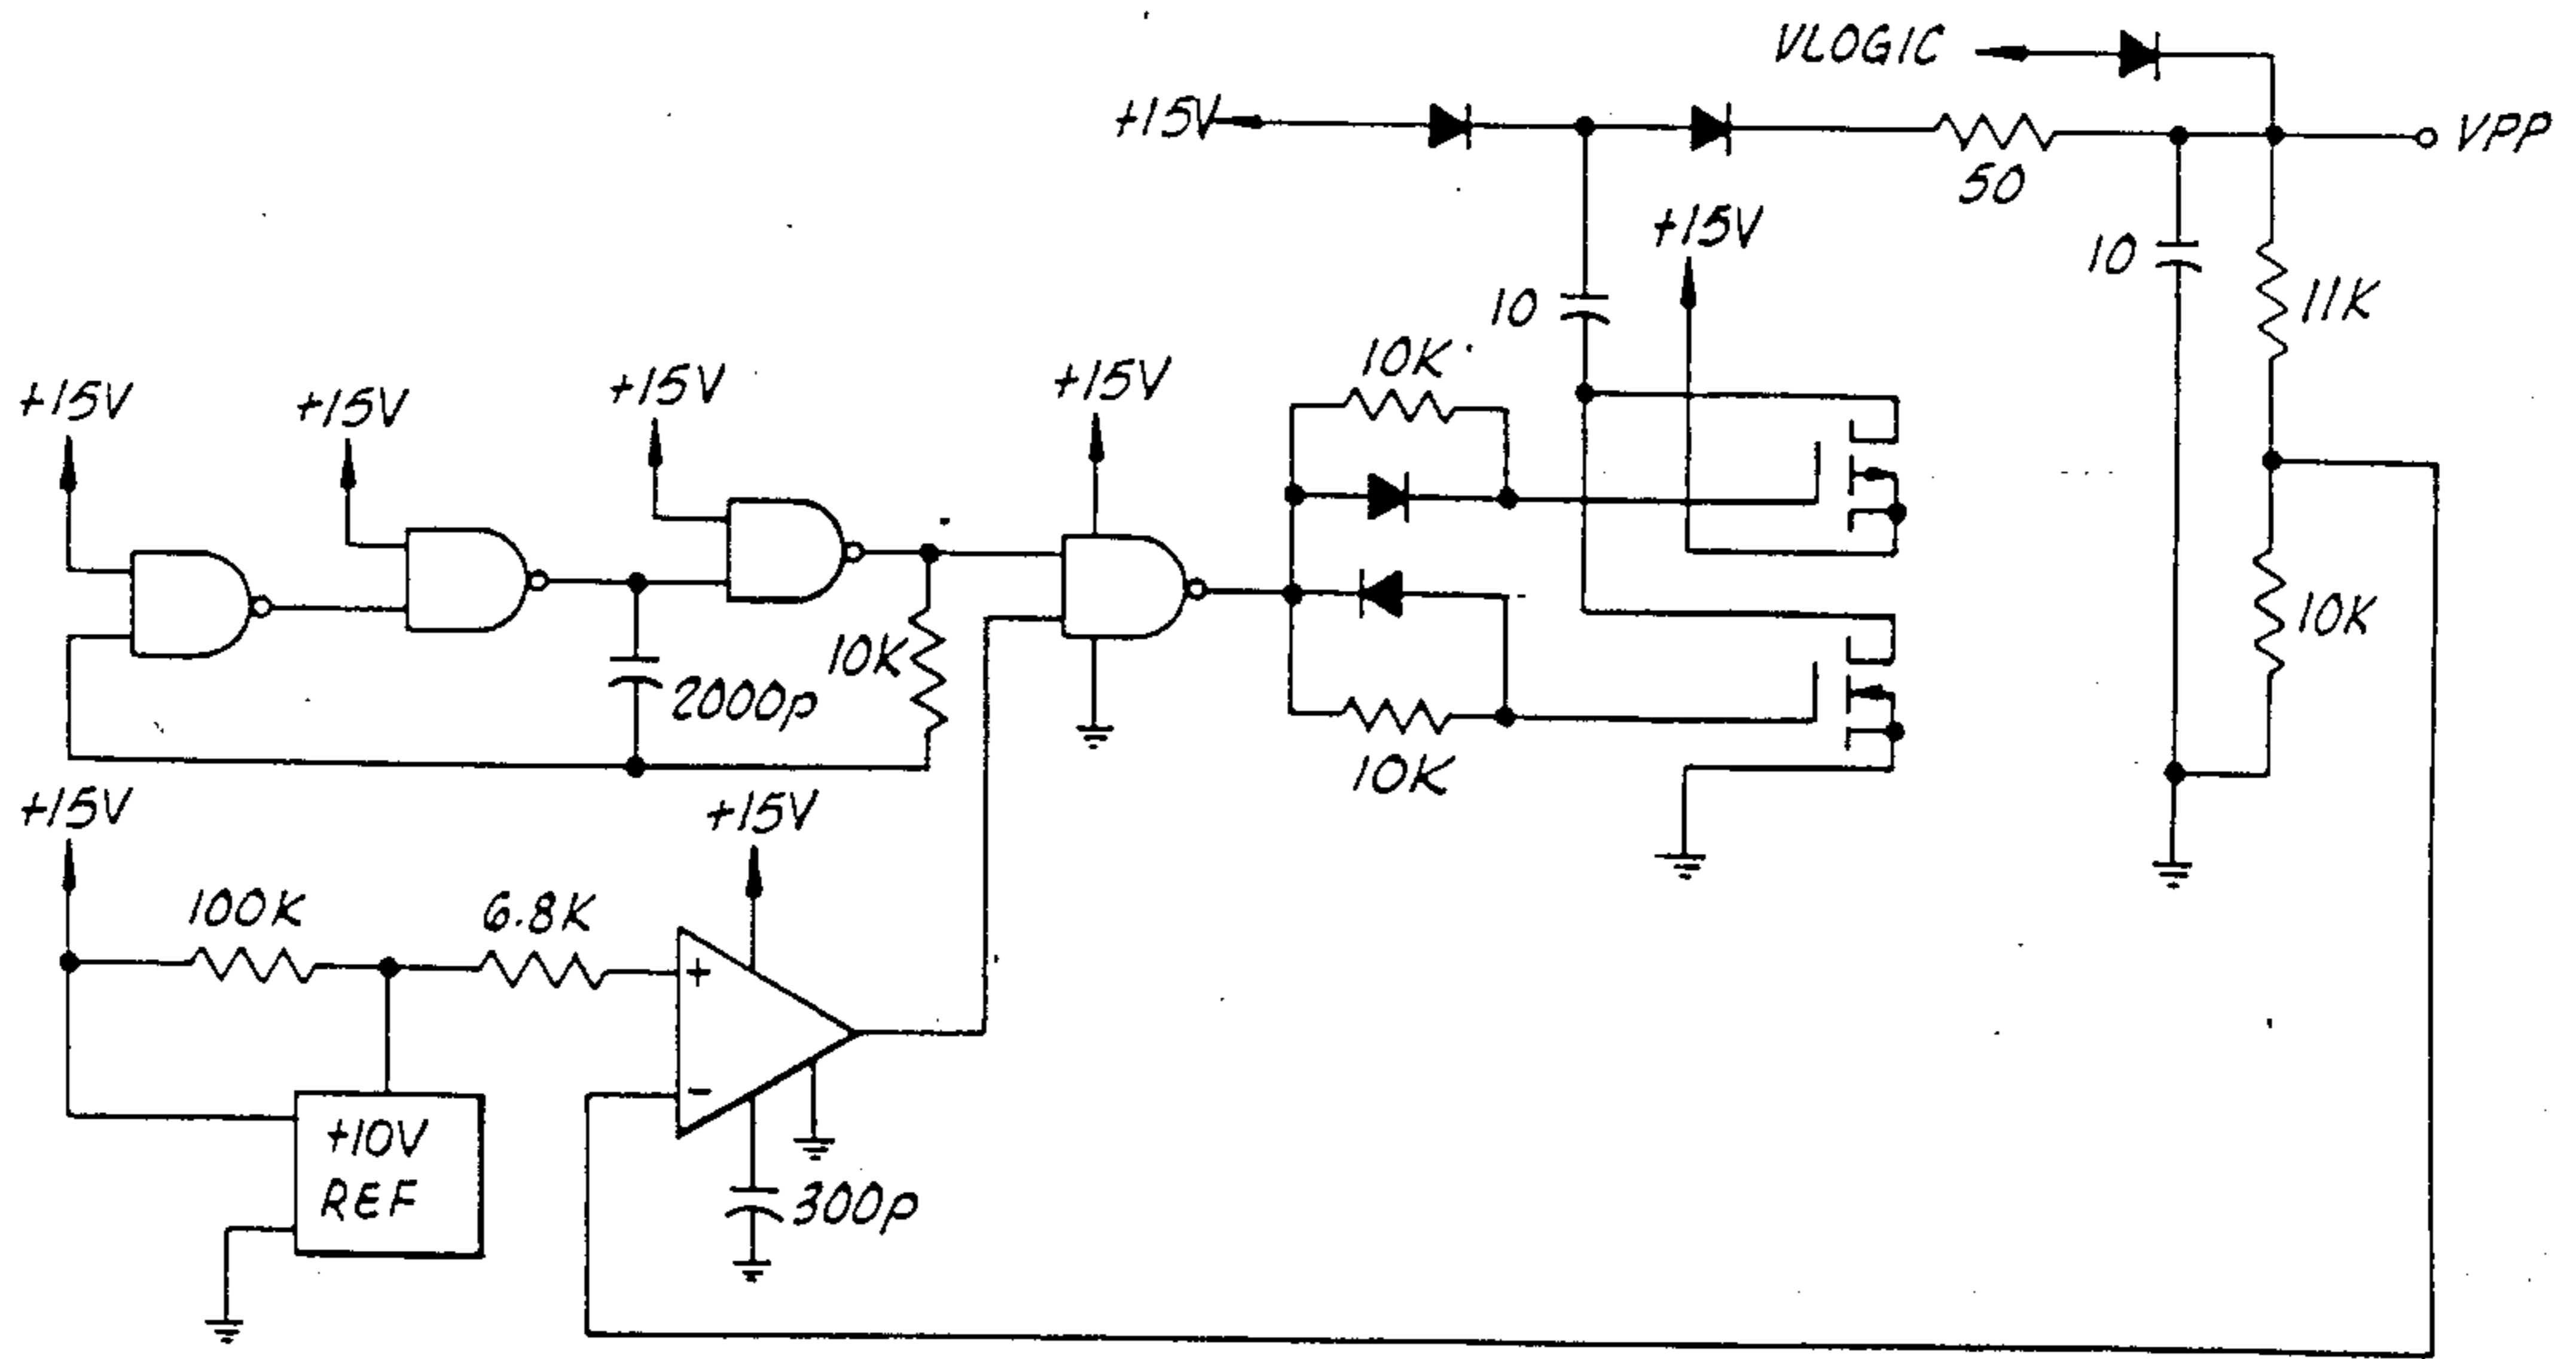 VLOGIC
+15V
VPP
50
+15V
10
10
11K
10K
+15V
+15V
+15V
+15V
10K
10K
2000p
10K
+15V
+15V
100K
6.8K
+
-
+10V
REF
300p